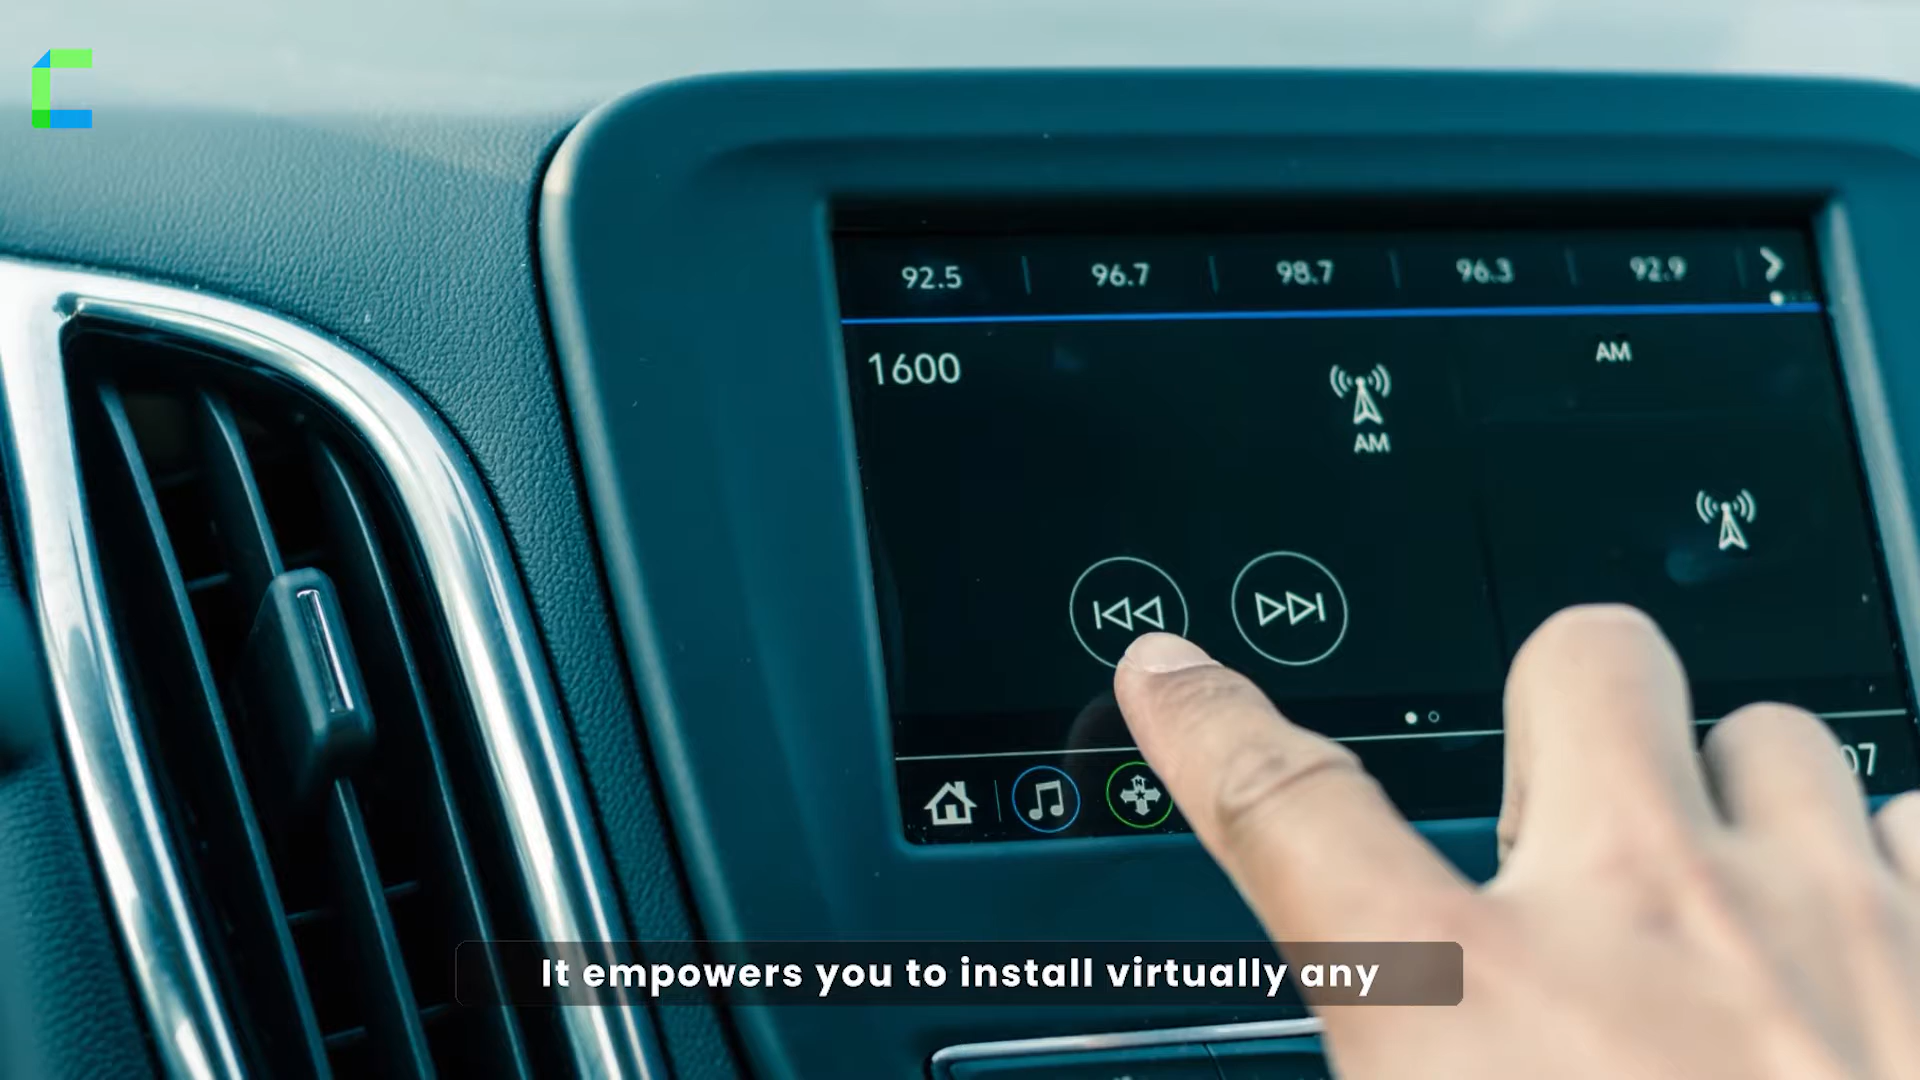 92.5 96.7 98.7 96.3 92.9
1600
AM
AM
N
07
It empowers you to install virtually any